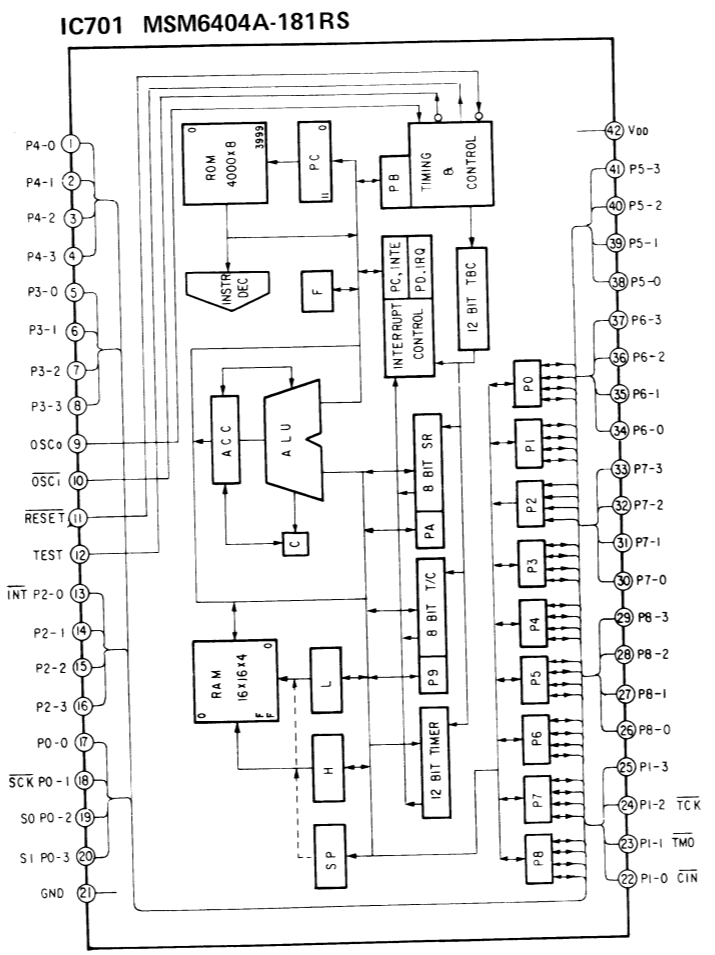 IC701 MSM6404A-181RS
P4-0 1
P4-1 2
P4-2 3
P4-3 4
P3-0 5
P3-1 6
P3-2 7
P3-3 8
OSC0 9
OSC1 10
RESET 11
TEST 12
INT P2-0 13
P2-1 14
P2-2 15
P2-3 16
P0-0 17
SCK P0-1 18
SO P0-2 19
SI P0-3 20
GND 21
0
ROM
4000x8
3999
0
PC
11
INSTR
DEC
F
PB
TIMING
&
CONTROL
PC, INTE
PD, IRQ
INTERRUPT
CONTROL
12 BIT TBC
ACC
ALU
C
8 BIT SR
PA
8 BIT T/C
P9
12 BIT TIMER
0
RAM
16x16x4
0
F
F
L
H
SP
P0
P1
P2
P3
P4
P5
P6
P7
P8
42 VDD
41 P5-3
40 P5-2
39 P5-1
38 P5-0
37 P6-3
36 P6-2
35 P6-1
34 P6-0
33 P7-3
32 P7-2
31 P7-1
30 P7-0
29 P8-3
28 P8-2
27 P8-1
26 P8-0
25 P1-3
24 P1-2 TCK
23 P1-1 TMO
22 P1-0 CIN